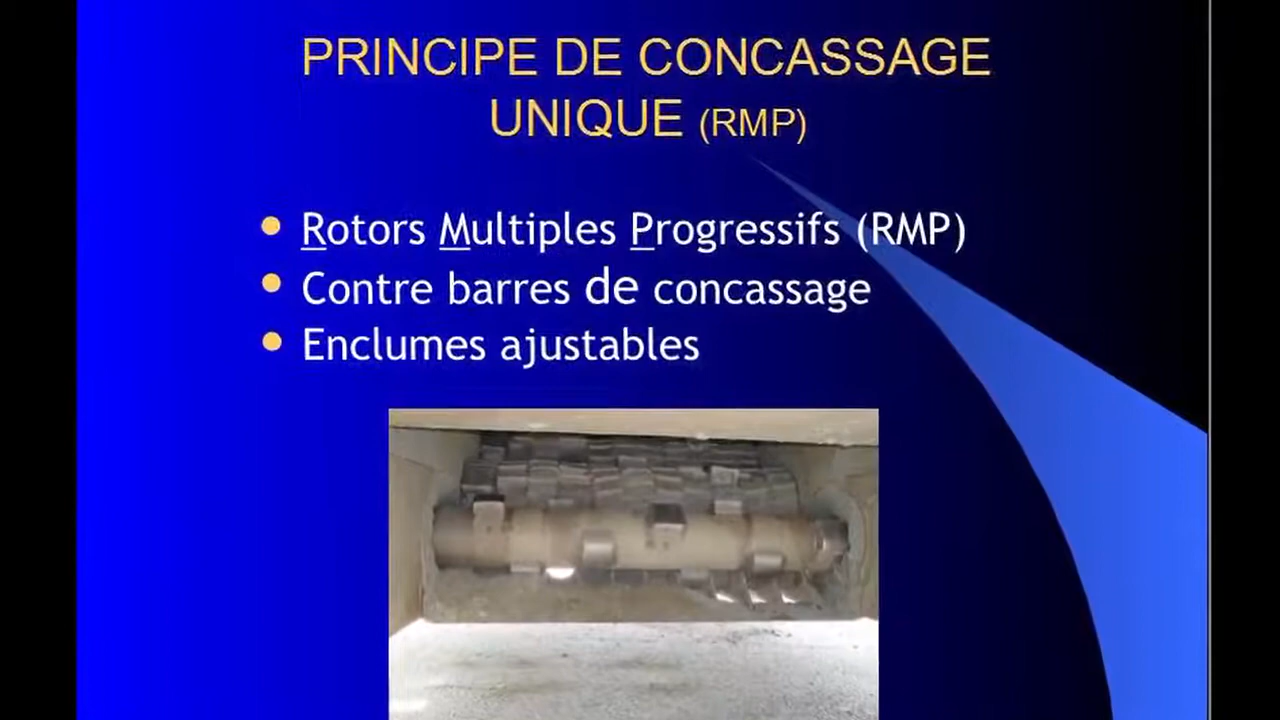 PRINCIPE DE CONCASSAGE
UNIQUE (RMP)
Rotors Multiples Progressifs (RMP)
Contre barres de concassage
Enclumes ajustables